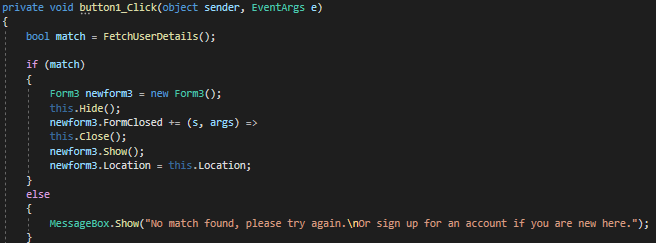 private void button1_Click(object sender, EventArgs e)
{
bool match = FetchUserDetails();
if (match)
{
Form3 newform3 = new Form3();
this.Hide();
newform3.FormClosed += (s, args) =>
this.Close();
newform3.Show();
newform3.Location = this.Location;
}
else
{
MessageBox.Show("No match found, please try again.\nOr sign up for an account if you are new here.");
}